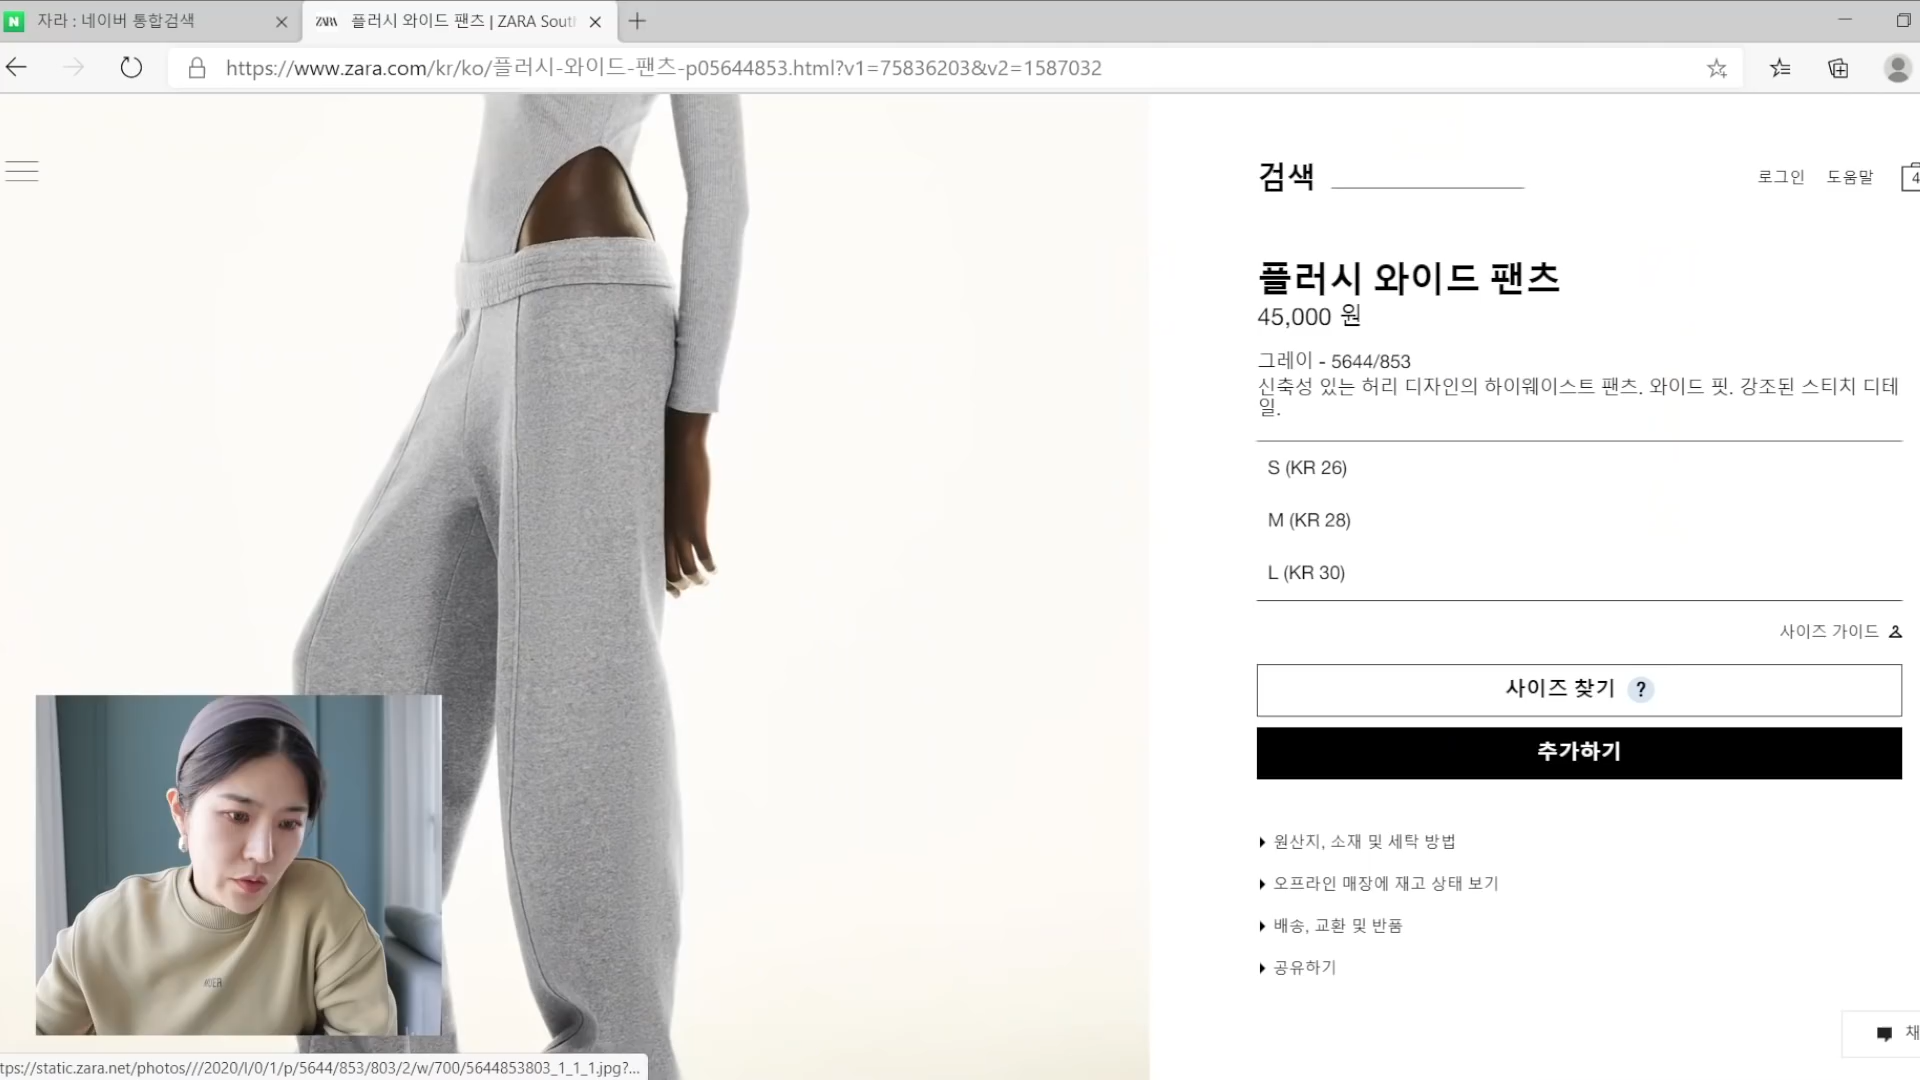 자라 : 네이버 통합검색
ZARA 플러시 와이드 팬츠 | ZARA South
https://www.zara.com/kr/ko/플러시-와이드-팬츠-p05644853.html?v1=75836203&v2=1587032
검색
로그인 도움말 4
플러시 와이드 팬츠
45,000 원
그레이 - 5644/853
신축성 있는 허리 디자인의 하이웨이스트 팬츠. 와이드 핏. 강조된 스티치 디테
일.
S (KR 26)
M (KR 28)
L (KR 30)
사이즈 가이드
사이즈 찾기 ?
추가하기
원산지, 소재 및 세탁 방법
오프라인 매장에 재고 상태 보기
배송, 교환 및 반품
공유하기
채
tps://static.zara.net/photos///2020/I/0/1/p/5644/853/803/2/w/700/5644853803_1_1_1.jpg?...